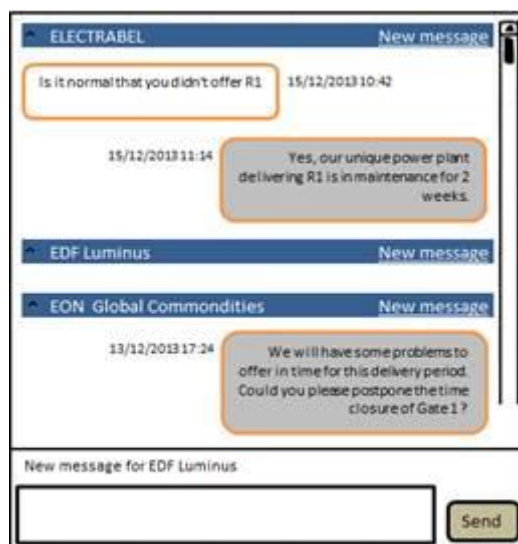 ELECTRABEL New message
Is it normal that you didn't offer R1 15/12/2013 10:42
15/12/2013 11:14 Yes, our unique power plant
delivering R1 is in maintenance for 2
weeks.
EDF Luminus New message
EON Global Commondities New message
13/12/2013 17:24 We will have some problems to
offer in time for this delivery period.
Could you please postpone the time
closure of Gate 1 ?
New message for EDF Luminus
Send